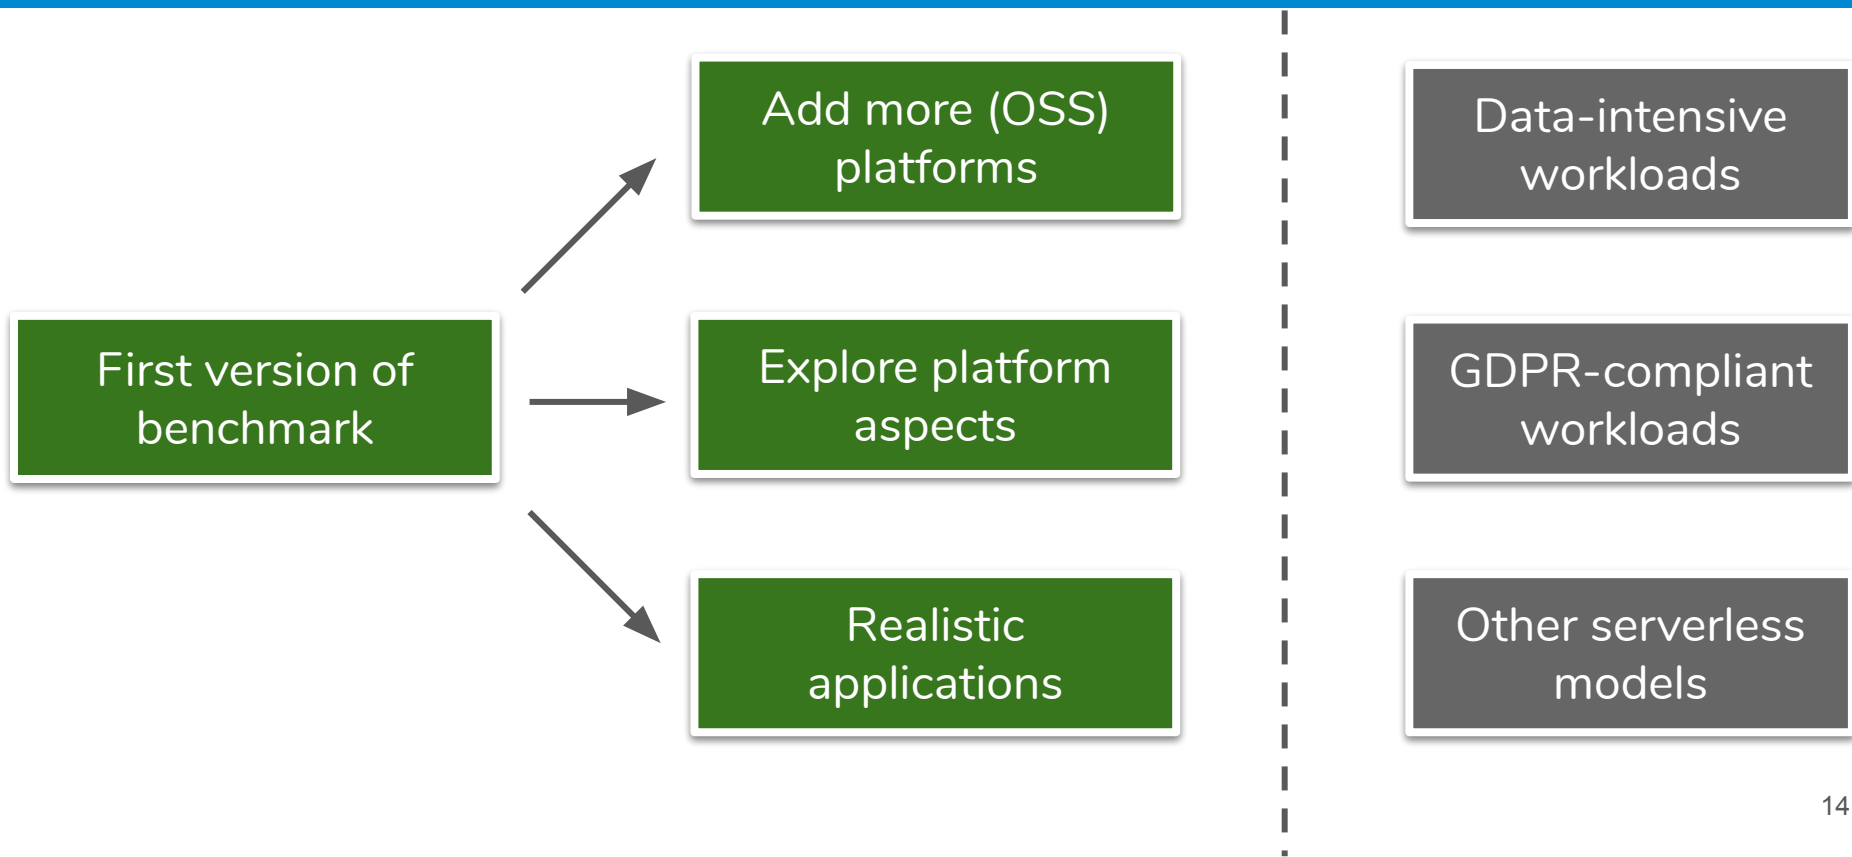 Add more (OSS)
platforms
Data-intensive
workloads
First version of
benchmark
Explore platform
aspects
GDPR-compliant
workloads
Realistic
applications
Other serverless
models
14